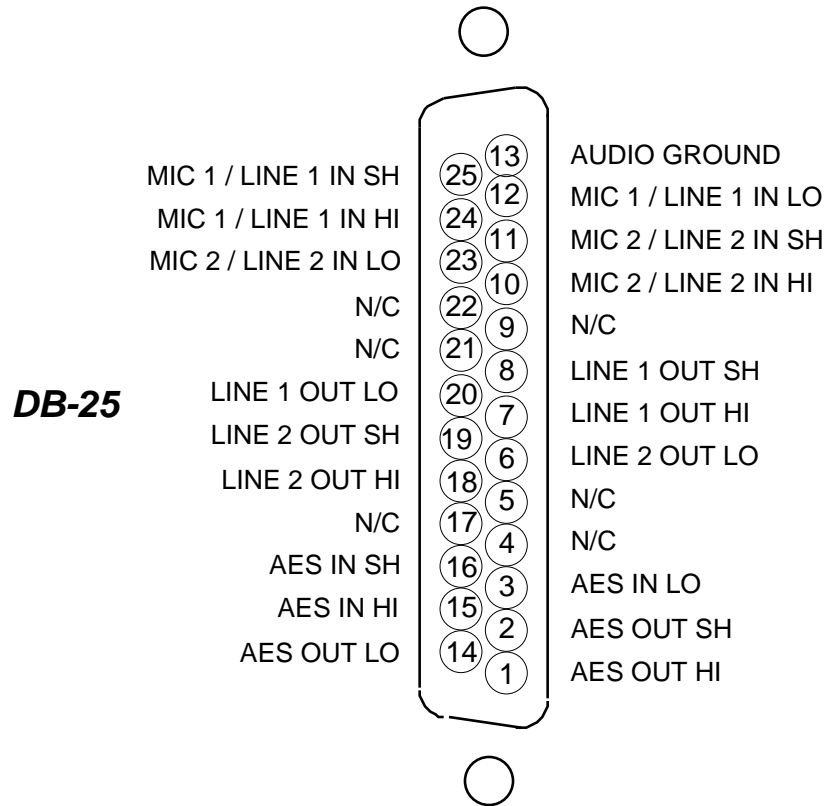 13 AUDIO GROUND
MIC 1 / LINE 1 IN SH 25
12 MIC 1 / LINE 1 IN LO
MIC 1 / LINE 1 IN HI 24
11 MIC 2 / LINE 2 IN SH
MIC 2 / LINE 2 IN LO 23
10 MIC 2 / LINE 2 IN HI
N/C 22
9 N/C
N/C 21
8 LINE 1 OUT SH
DB-25
LINE 1 OUT LO 20
7 LINE 1 OUT HI
LINE 2 OUT SH 19
6 LINE 2 OUT LO
LINE 2 OUT HI 18
5 N/C
N/C 17
4 N/C
AES IN SH 16
3 AES IN LO
AES IN HI 15
2 AES OUT SH
AES OUT LO 14
1 AES OUT HI